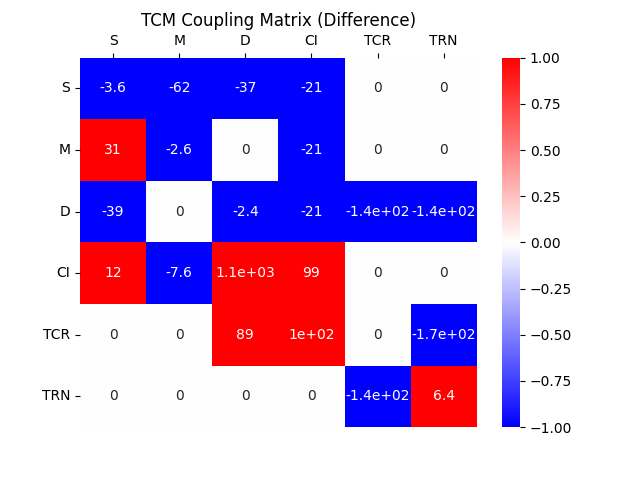 TCM Coupling Matrix (Difference)
S M D CI TCR TRN
S -3.6 -62 -37 -21 0 0
M 31 -2.6 0 -21 0 0
D -39 0 -2.4 -21 -1.4e+02 -1.4e+02
CI 12 -7.6 1.1e+03 99 0 0
TCR 0 0 89 1e+02 0 -1.7e+02
TRN 0 0 0 0 -1.4e+02 6.4
1.00
0.75
0.50
0.25
0.00
−0.25
−0.50
−0.75
−1.00